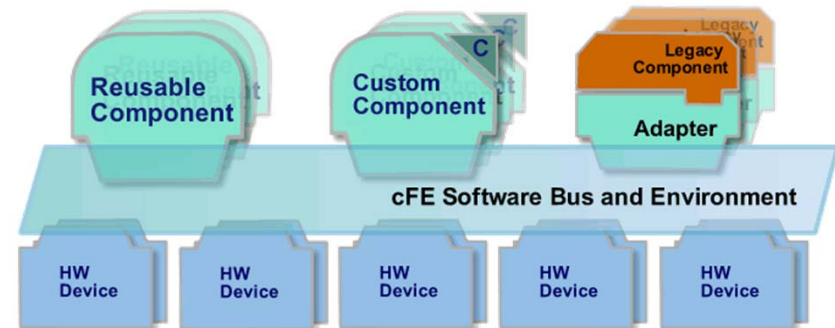 Reusable
Component
C
Custom
Component
Legacy
Component
Adapter
cFE Software Bus and Environment
HW
Device
HW
Device
HW
Device
HW
Device
HW
Device